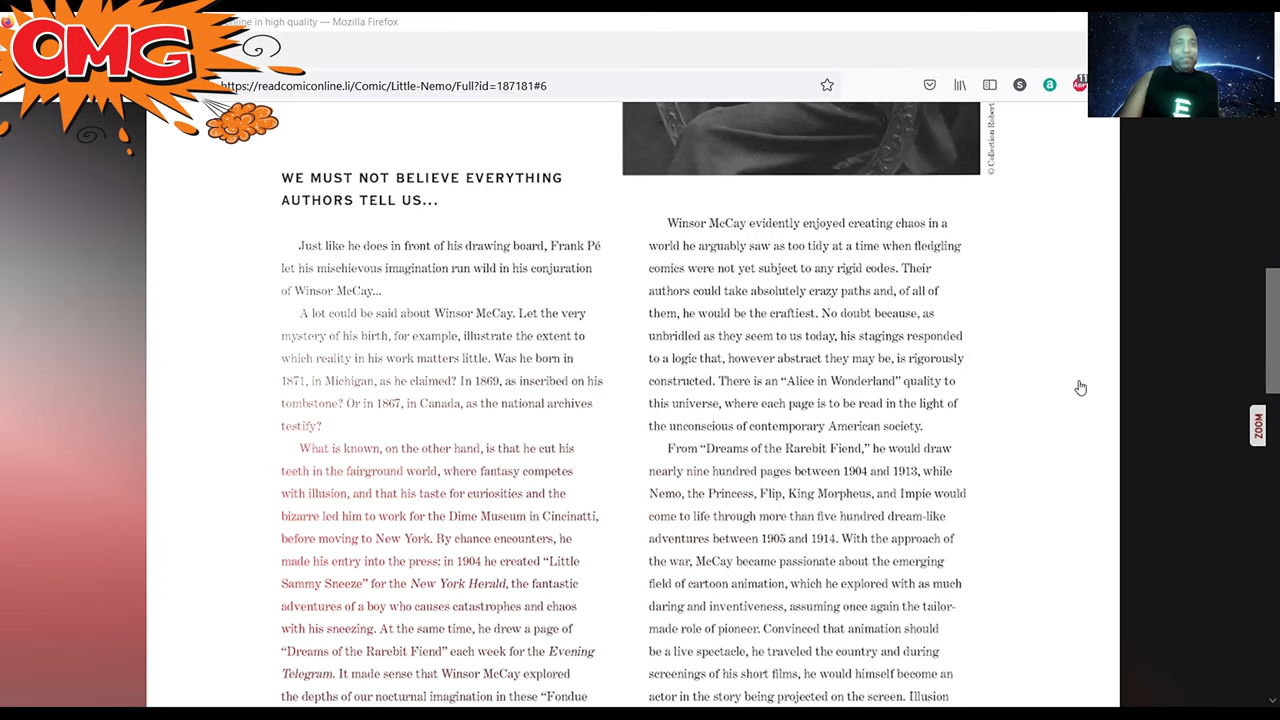 OMG
online in high quality — Mozilla Firefox
https://readcomiconline.li/Comic/Little-Nemo/Full?id=187181#6
S
a
11
ABP
E
© Collection Robert
WE MUST NOT BELIEVE EVERYTHING
AUTHORS TELL US...
Just like he does in front of his drawing board, Frank Pé
let his mischievous imagination run wild in his conjuration
of Winsor McCay...
A lot could be said about Winsor McCay. Let the very
mystery of his birth, for example, illustrate the extent to
which reality in his work matters little. Was he born in
1871, in Michigan, as he claimed? In 1869, as inscribed on his
tombstone? Or in 1867, in Canada, as the national archives
testify?
What is known, on the other hand, is that he cut his
teeth in the fairground world, where fantasy competes
with illusion, and that his taste for curiosities and the
bizarre led him to work for the Dime Museum in Cincinatti,
before moving to New York. By chance encounters, he
made his entry into the press: in 1904 he created “Little
Sammy Sneeze” for the New York Herald, the fantastic
adventures of a boy who causes catastrophes and chaos
with his sneezing. At the same time, he drew a page of
“Dreams of the Rarebit Fiend” each week for the Evening
Telegram. It made sense that Winsor McCay explored
the depths of our nocturnal imagination in these “Fondue
Winsor McCay evidently enjoyed creating chaos in a
world he arguably saw as too tidy at a time when fledgling
comics were not yet subject to any rigid codes. Their
authors could take absolutely crazy paths and, of all of
them, he would be the craftiest. No doubt because, as
unbridled as they seem to us today, his stagings responded
to a logic that, however abstract they may be, is rigorously
constructed. There is an “Alice in Wonderland” quality to
this universe, where each page is to be read in the light of
the unconscious of contemporary American society.
From “Dreams of the Rarebit Fiend,” he would draw
nearly nine hundred pages between 1904 and 1913, while
Nemo, the Princess, Flip, King Morpheus, and Impie would
come to life through more than five hundred dream-like
adventures between 1905 and 1914. With the approach of
the war, McCay became passionate about the emerging
field of cartoon animation, which he explored with as much
daring and inventiveness, assuming once again the tailor-
made role of pioneer. Convinced that animation should
be a live spectacle, he traveled the country and during
screenings of his short films, he would himself become an
actor in the story being projected on the screen. Illusion
ZOOM